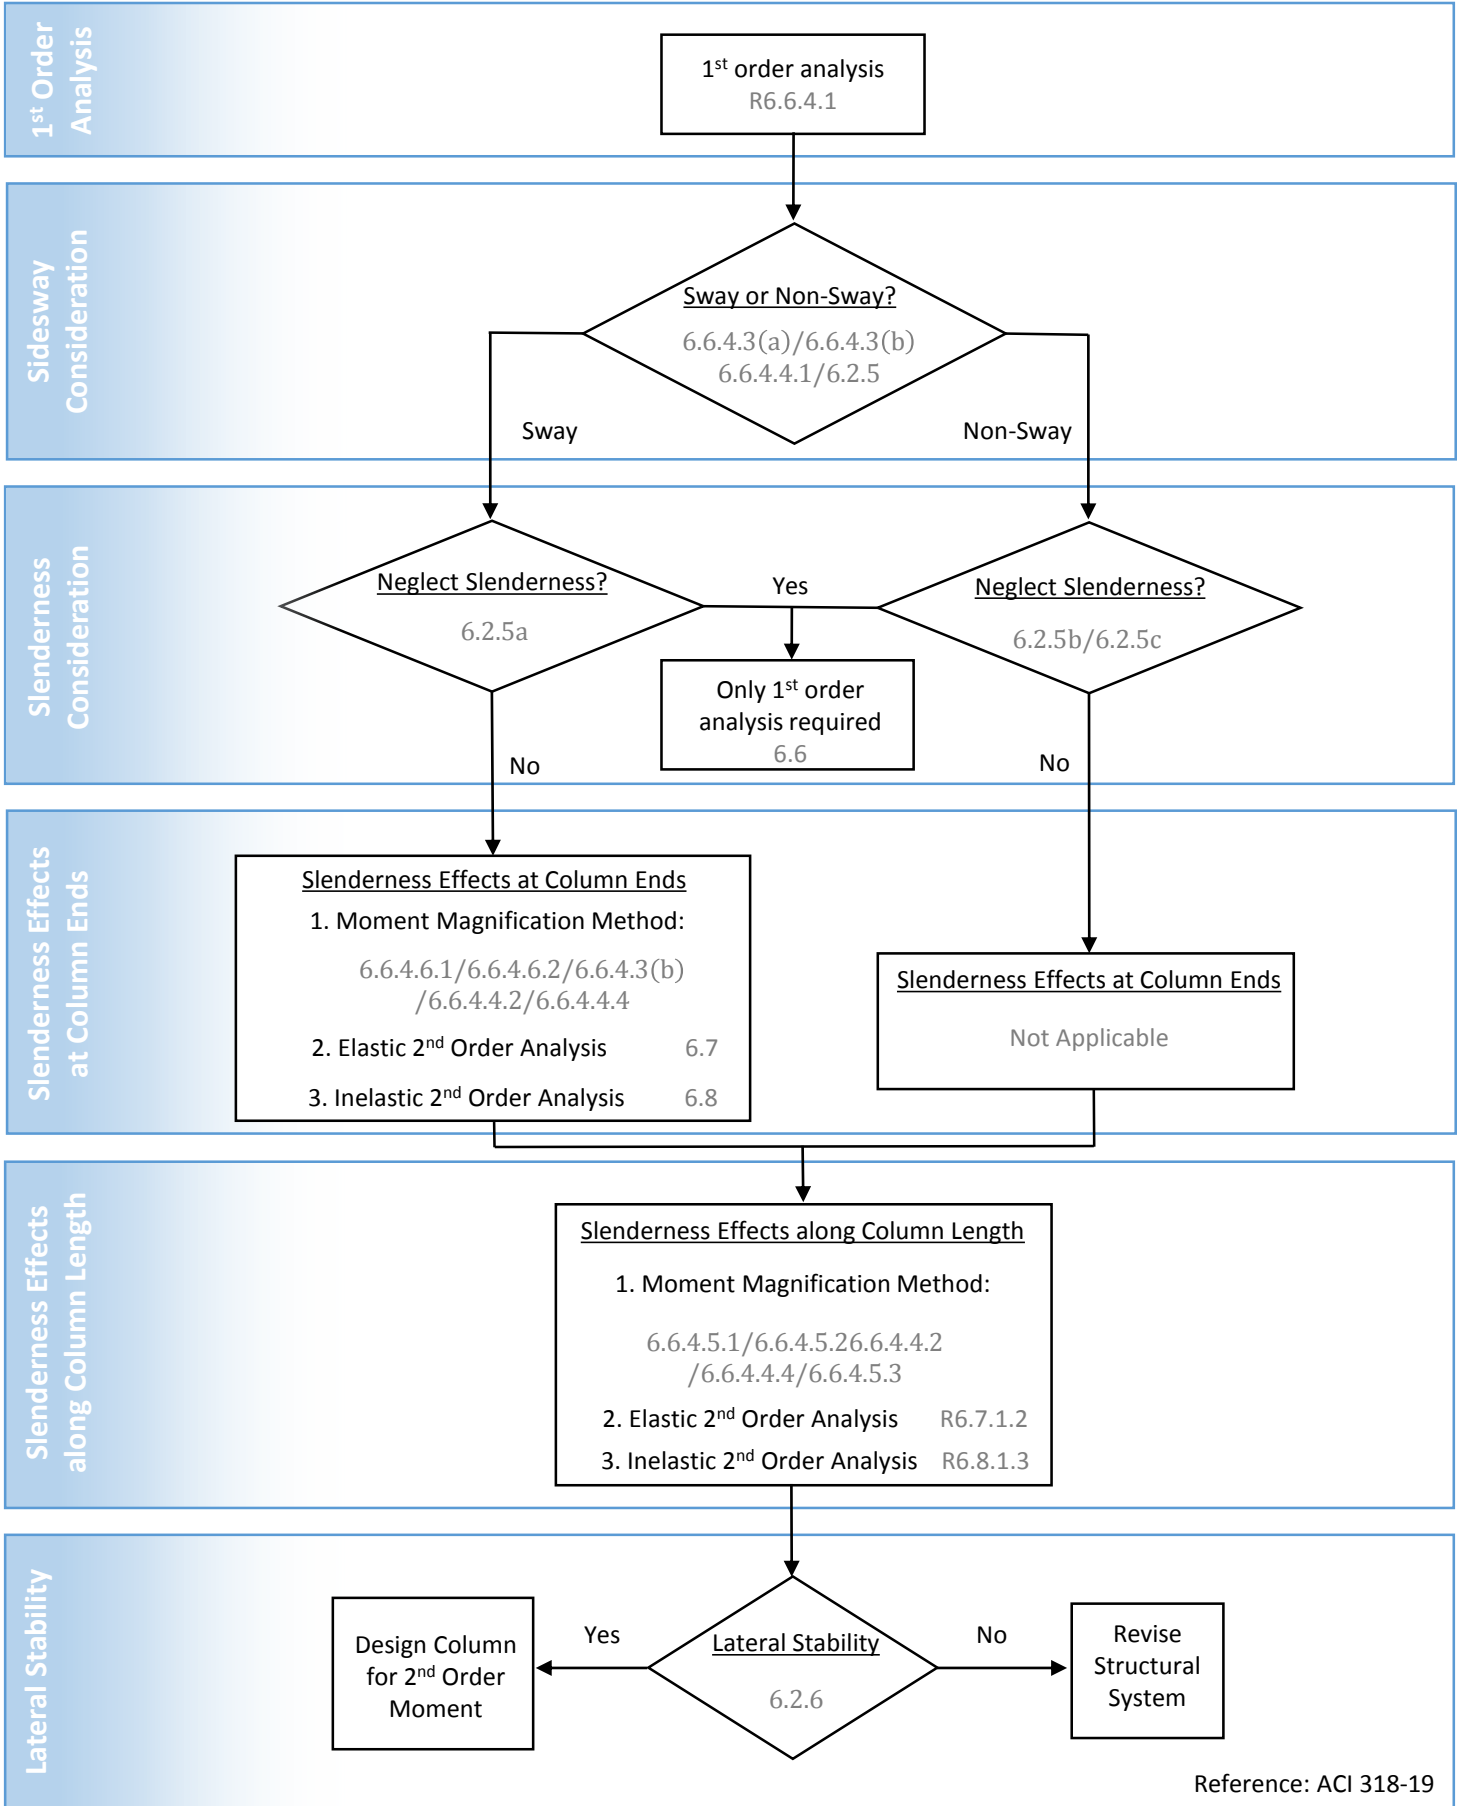 1st Order
Analysis
1st order analysis
R6.6.4.1
Sidesway
Consideration
Sway or Non-Sway?
6.6.4.3(a)/6.6.4.3(b)
6.6.4.4.1/6.2.5
Sway
Non-Sway
Slenderness
Consideration
Neglect Slenderness?
6.2.5a
Yes
Neglect Slenderness?
6.2.5b/6.2.5c
Only 1st order
analysis required
6.6
No
No
Slenderness Effects
at Column Ends
Slenderness Effects at Column Ends
1. Moment Magnification Method:
6.6.4.6.1/6.6.4.6.2/6.6.4.3(b)
/6.6.4.4.2/6.6.4.4.4
2. Elastic 2nd Order Analysis 6.7
3. Inelastic 2nd Order Analysis 6.8
Slenderness Effects at Column Ends
Not Applicable
Slenderness Effects
along Column Length
Slenderness Effects along Column Length
1. Moment Magnification Method:
6.6.4.5.1/6.6.4.5.26.6.4.4.2
/6.6.4.4.4/6.6.4.5.3
2. Elastic 2nd Order Analysis R6.7.1.2
3. Inelastic 2nd Order Analysis R6.8.1.3
Lateral Stability
Design Column
for 2nd Order
Moment
Yes
Lateral Stability
6.2.6
No
Revise
Structural
System
Reference: ACI 318-19